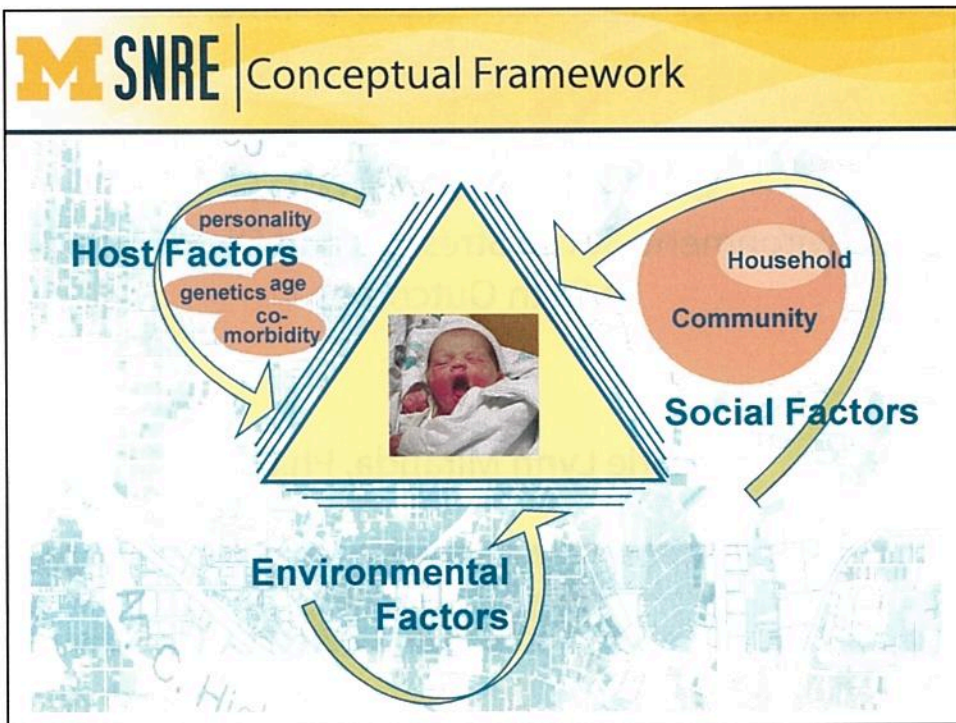 M SNRE | Conceptual Framework
personality
Host Factors
genetics age
co-
morbidity
Household
Community
Social Factors
Environmental
Factors